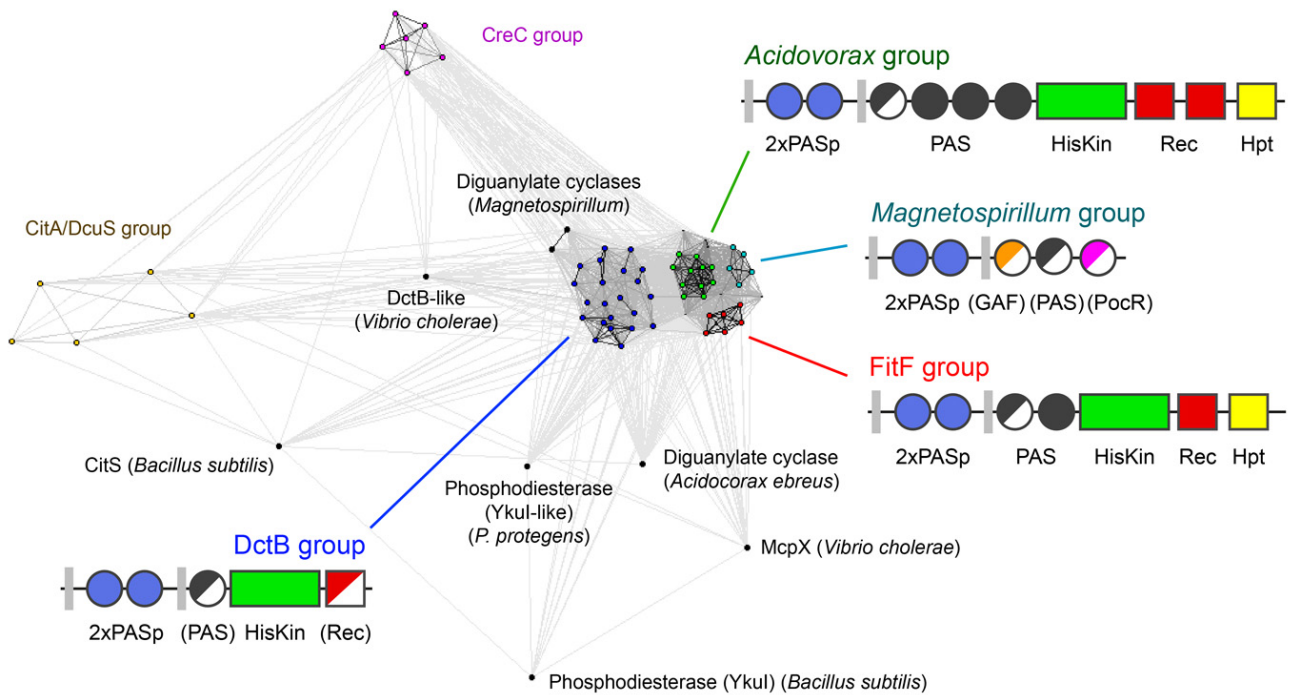 CreC group
Acidovorax group
2xPASp PAS HisKin Rec Hpt
Diguanylate cyclases
(Magnetospirillum)
Magnetospirillum group
2xPASp (GAF) (PAS) (PocR)
CitA/DcuS group
DctB-like
(Vibrio cholerae)
FitF group
2xPASp PAS HisKin Rec Hpt
CitS (Bacillus subtilis)
Phosphodiesterase
(YkuI-like)
(P. protegens)
Diguanylate cyclase
(Acidocorax ebreus)
DctB group
2xPASp (PAS) HisKin (Rec)
McpX (Vibrio cholerae)
Phosphodiesterase (YkuI) (Bacillus subtilis)